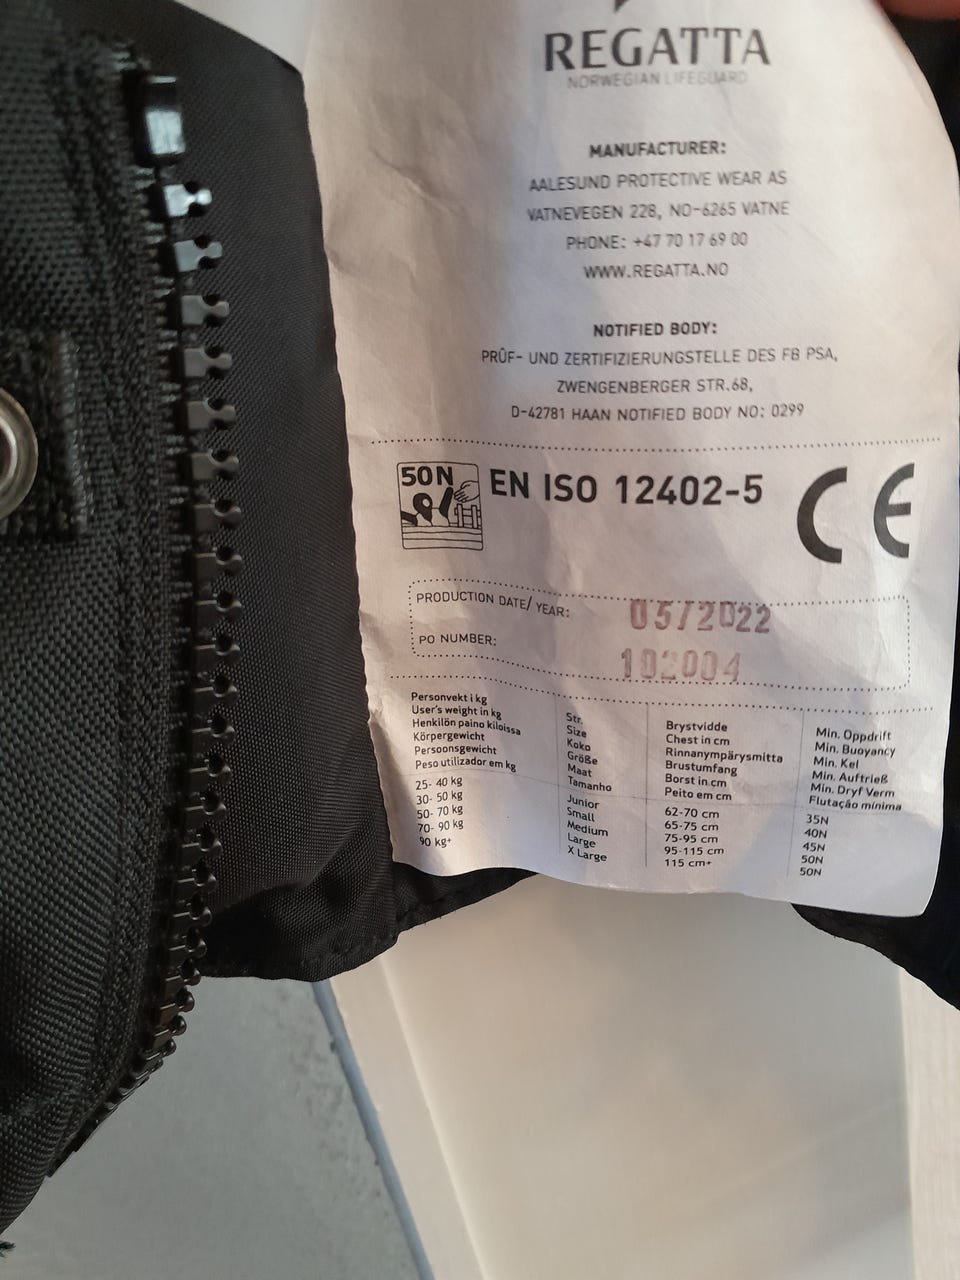 REGATTA
NORWEGIAN LIFEGUARD
MANUFACTURER:
AALESUND PROTECTIVE WEAR AS
VATNEVEGEN 228, NO-6265 VATNE
PHONE: +47 70 17 69 00
WWW.REGATTA.NO
NOTIFIED BODY:
PRÛF- UND ZERTIFIZIERUNGSTELLE DES FB PSA,
ZWENGENBERGER STR.68,
D-42781 HAAN NOTIFIED BODY NO: 0299
50N EN ISO 12402-5 CE
PRODUCTION DATE/ YEAR: 05/2022
PO NUMBER: 102004
Personvekt i kg Str. Brystvidde Min. Oppdrift
User's weight in kg Size Chest in cm Min. Buoyancy
Henkilön paino kiloissa Koko Rinnanympärysmitta Min. Kel
Körpergewicht Größe Brustumfang Min. Auftrieß
Persoonsgewicht Maat Borst in cm Min. Dryf Verm
Peso utilizador em kg Tamanho Peito em cm Flutação mínima
25- 40 kg Junior 62-70 cm 35N
30- 50 kg Small 65-75 cm 40N
50- 70 kg Medium 75-95 cm 45N
70- 90 kg Large 95-115 cm 50N
90 kg+ X Large 115 cm+ 50N